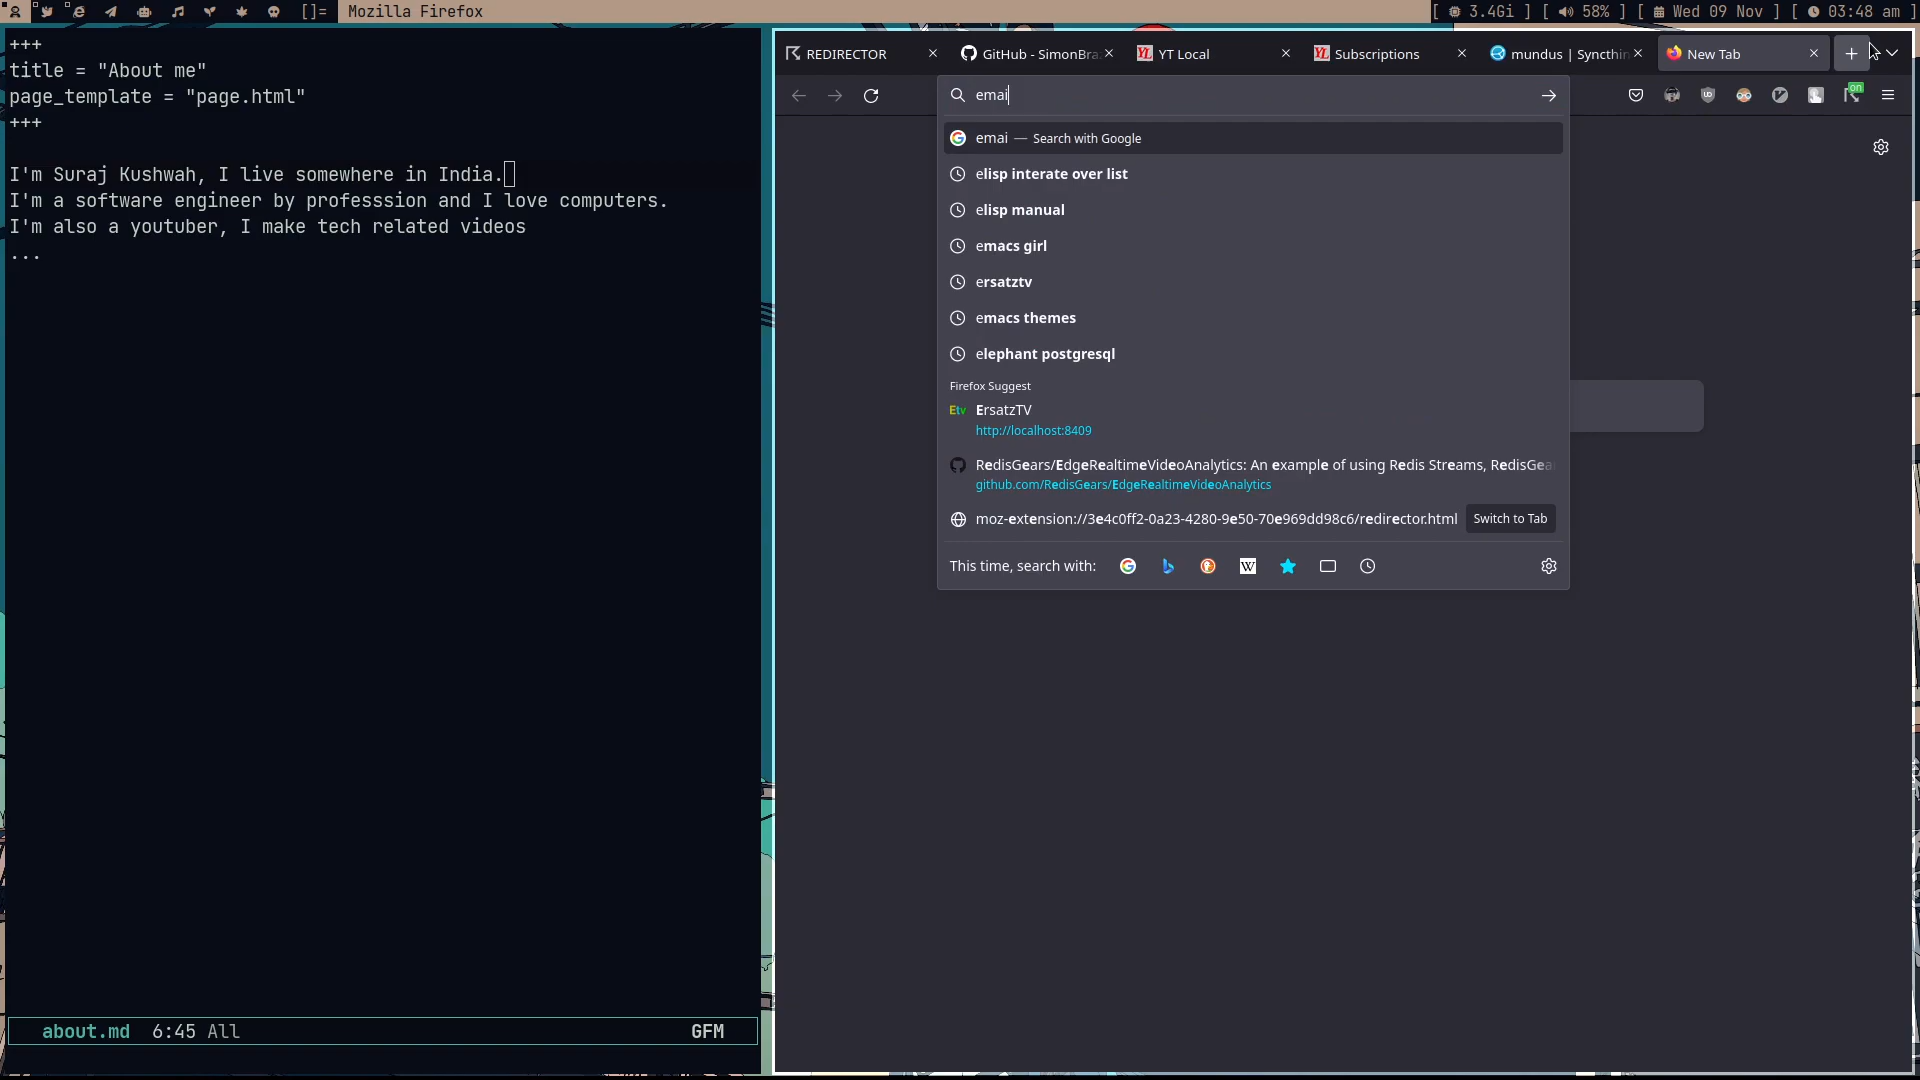 []= Mozilla Firefox
[ 3.4Gi ] [ 58% ] [ Wed 09 Nov ] [ 03:48 am ]
+++
title = "About me"
page_template = "page.html"
+++
I'm Suraj Kushwah, I live somewhere in India.
I'm a software engineer by professsion and I love computers.
I'm also a youtuber, I make tech related videos
...
about.md 6:45 All GFM
REDIRECTOR
GitHub - SimonBra
YT Local
Subscriptions
mundus | Syncthin
New Tab
emai
on
emai — Search with Google
elisp interate over list
elisp manual
emacs girl
ersatztv
emacs themes
elephant postgresql
Firefox Suggest
Etv ErsatzTV
http://localhost:8409
RedisGears/EdgeRealtimeVideoAnalytics: An example of using Redis Streams, RedisGea
github.com/RedisGears/EdgeRealtimeVideoAnalytics
moz-extension://3e4c0ff2-0a23-4280-9e50-70e969dd98c6/redirector.html Switch to Tab
This time, search with: